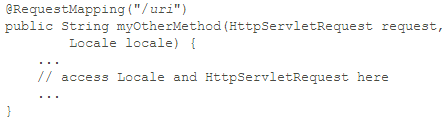 @RequestMapping("/uri")
public String myOtherMethod(HttpServletRequest request,
        Locale locale) {
    ...
    // access Locale and HttpServletRequest here
    ...
}